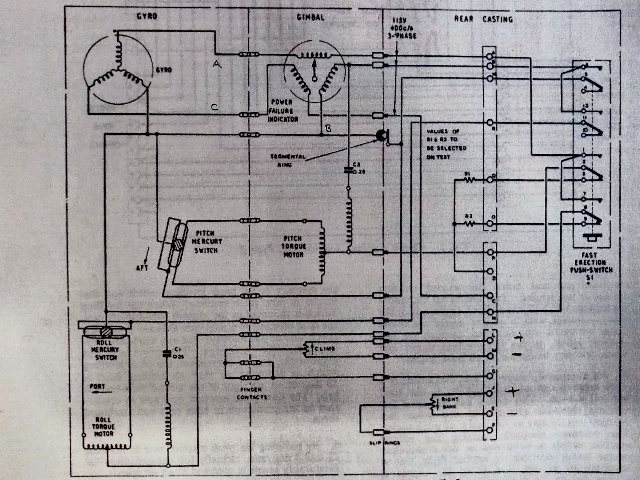 GYRO
GIMBAL
REAR CASTING
115V
400c/s
3-PHASE
GYRO
A
C
B
POWER
FAILURE
INDICATOR
SEGMENTAL
RING
VALUES OF
R1 & R2 TO
BE SELECTED
ON TEST
C2
0.25
R1
R2
PITCH
MERCURY
SWITCH
AFT
PITCH
TORQUE
MOTOR
FAST
ERECTION
PUSH-SWITCH
S1
ROLL
MERCURY
SWITCH
C1
0.25
PORT
ROLL
TORQUE
MOTOR
CLIMB
FINGER
CONTACTS
RIGHT
BANK
SLIP RINGS
+
-
+
-